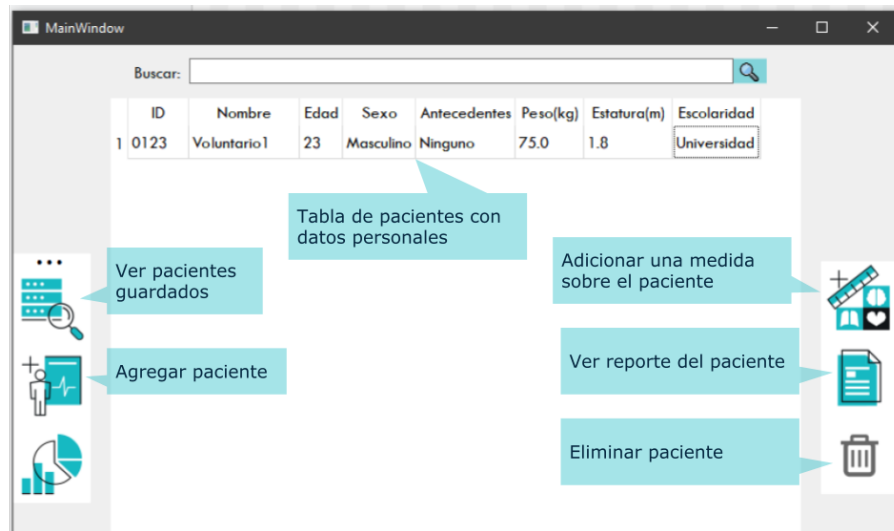 MainWindow
Buscar:
ID Nombre Edad Sexo Antecedentes Peso(kg) Estatura(m) Escolaridad
1 0123 Voluntario1 23 Masculino Ninguno 75.0 1.8 Universidad
Tabla de pacientes con
datos personales
Ver pacientes
guardados
Adicionar una medida
sobre el paciente
Agregar paciente
Ver reporte del paciente
Eliminar paciente